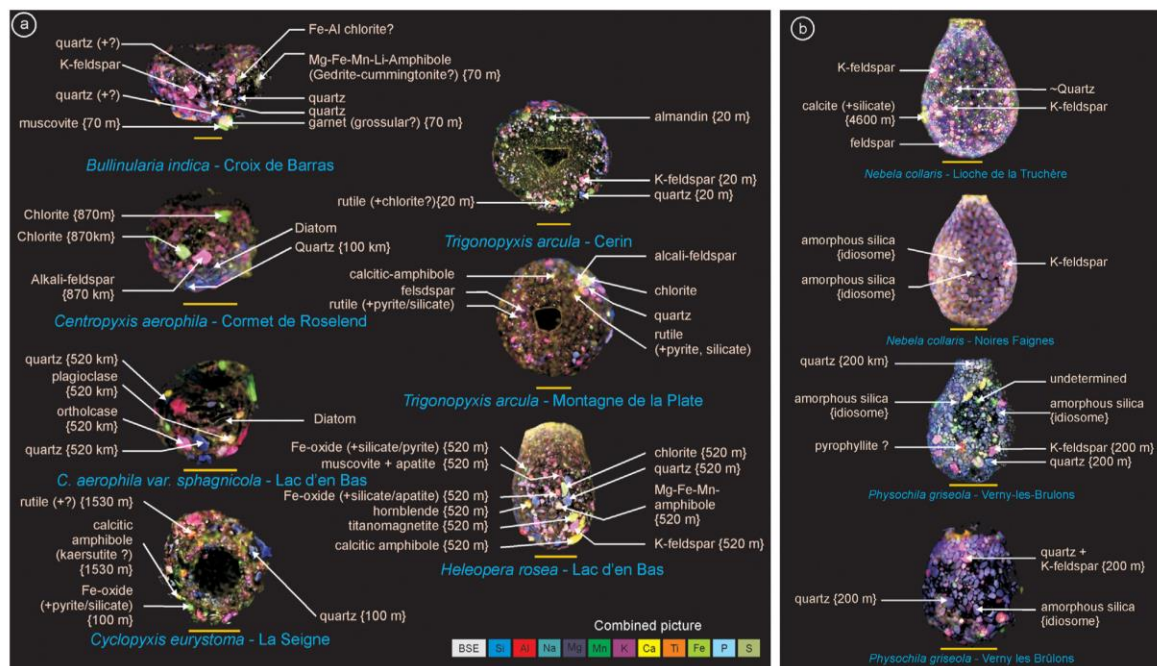 a
quartz (+?)
K-feldspar
quartz (+?)
muscovite {70 m}
Fe-Al chlorite?
Mg-Fe-Mn-Li-Amphibole
(Gedrite-cummingtonite?) {70 m}
quartz
quartz
garnet (grossular?) {70 m}
Bullinularia indica - Croix de Barras
almandin {20 m}
K-feldspar {20 m}
quartz {20 m}
rutile (+chlorite?){20 m}
Trigonopyxis arcula - Cerin
Chlorite {870m}
Chlorite {870km}
Alkali-feldspar
{870 km}
Diatom
Quartz {100 km}
Centropyxis aerophila - Cormet de Roselend
calcitic-amphibole
felsdspar
rutile (+pyrite/silicate)
alcali-feldspar
chlorite
quartz
rutile
(+pyrite, silicate)
Trigonopyxis arcula - Montagne de la Plate
quartz {520 km}
plagioclase
{520 km}
ortholcase
{520 km}
quartz {520 km}
Diatom
C. aerophila var. sphagnicola - Lac d'en Bas
Fe-oxide (+silicate/pyrite) {520 m}
muscovite + apatite {520 m}
Fe-oxide (+silicate/apatite) {520 m}
hornblende {520 m}
titanomagnetite {520 m}
calcitic amphibole {520 m}
chlorite {520 m}
quartz {520 m}
Mg-Fe-Mn-
amphibole
{520 m}
K-feldspar {520 m}
Heleopera rosea - Lac d'en Bas
rutile (+?) {1530 m}
calcitic
amphibole
(kaersutite ?)
{1530 m}
Fe-oxide
(+pyrite/silicate)
{100 m}
quartz {100 m}
Cyclopyxis eurystoma - La Seigne
Combined picture
BSE Si Al Na Mg Mn K Ca Ti Fe P S
b
K-feldspar
calcite (+silicate)
{4600 m}
feldspar
~Quartz
K-feldspar
Nebela collaris - Lioche de la Truchère
amorphous silica
{idiosome}
amorphous silica
{idiosome}
K-feldspar
Nebela collaris - Noires Faignes
quartz {200 km}
amorphous silica
{idiosome}
pyrophyllite ?
undetermined
amorphous silica
{idiosome}
K-feldspar {200 m}
quartz {200 m}
Physochila griseola - Verny-les-Brulons
quartz +
K-feldspar {200 m}
quartz {200 m}
amorphous silica
{idiosome}
Physochila griseola - Verny les Brûlons